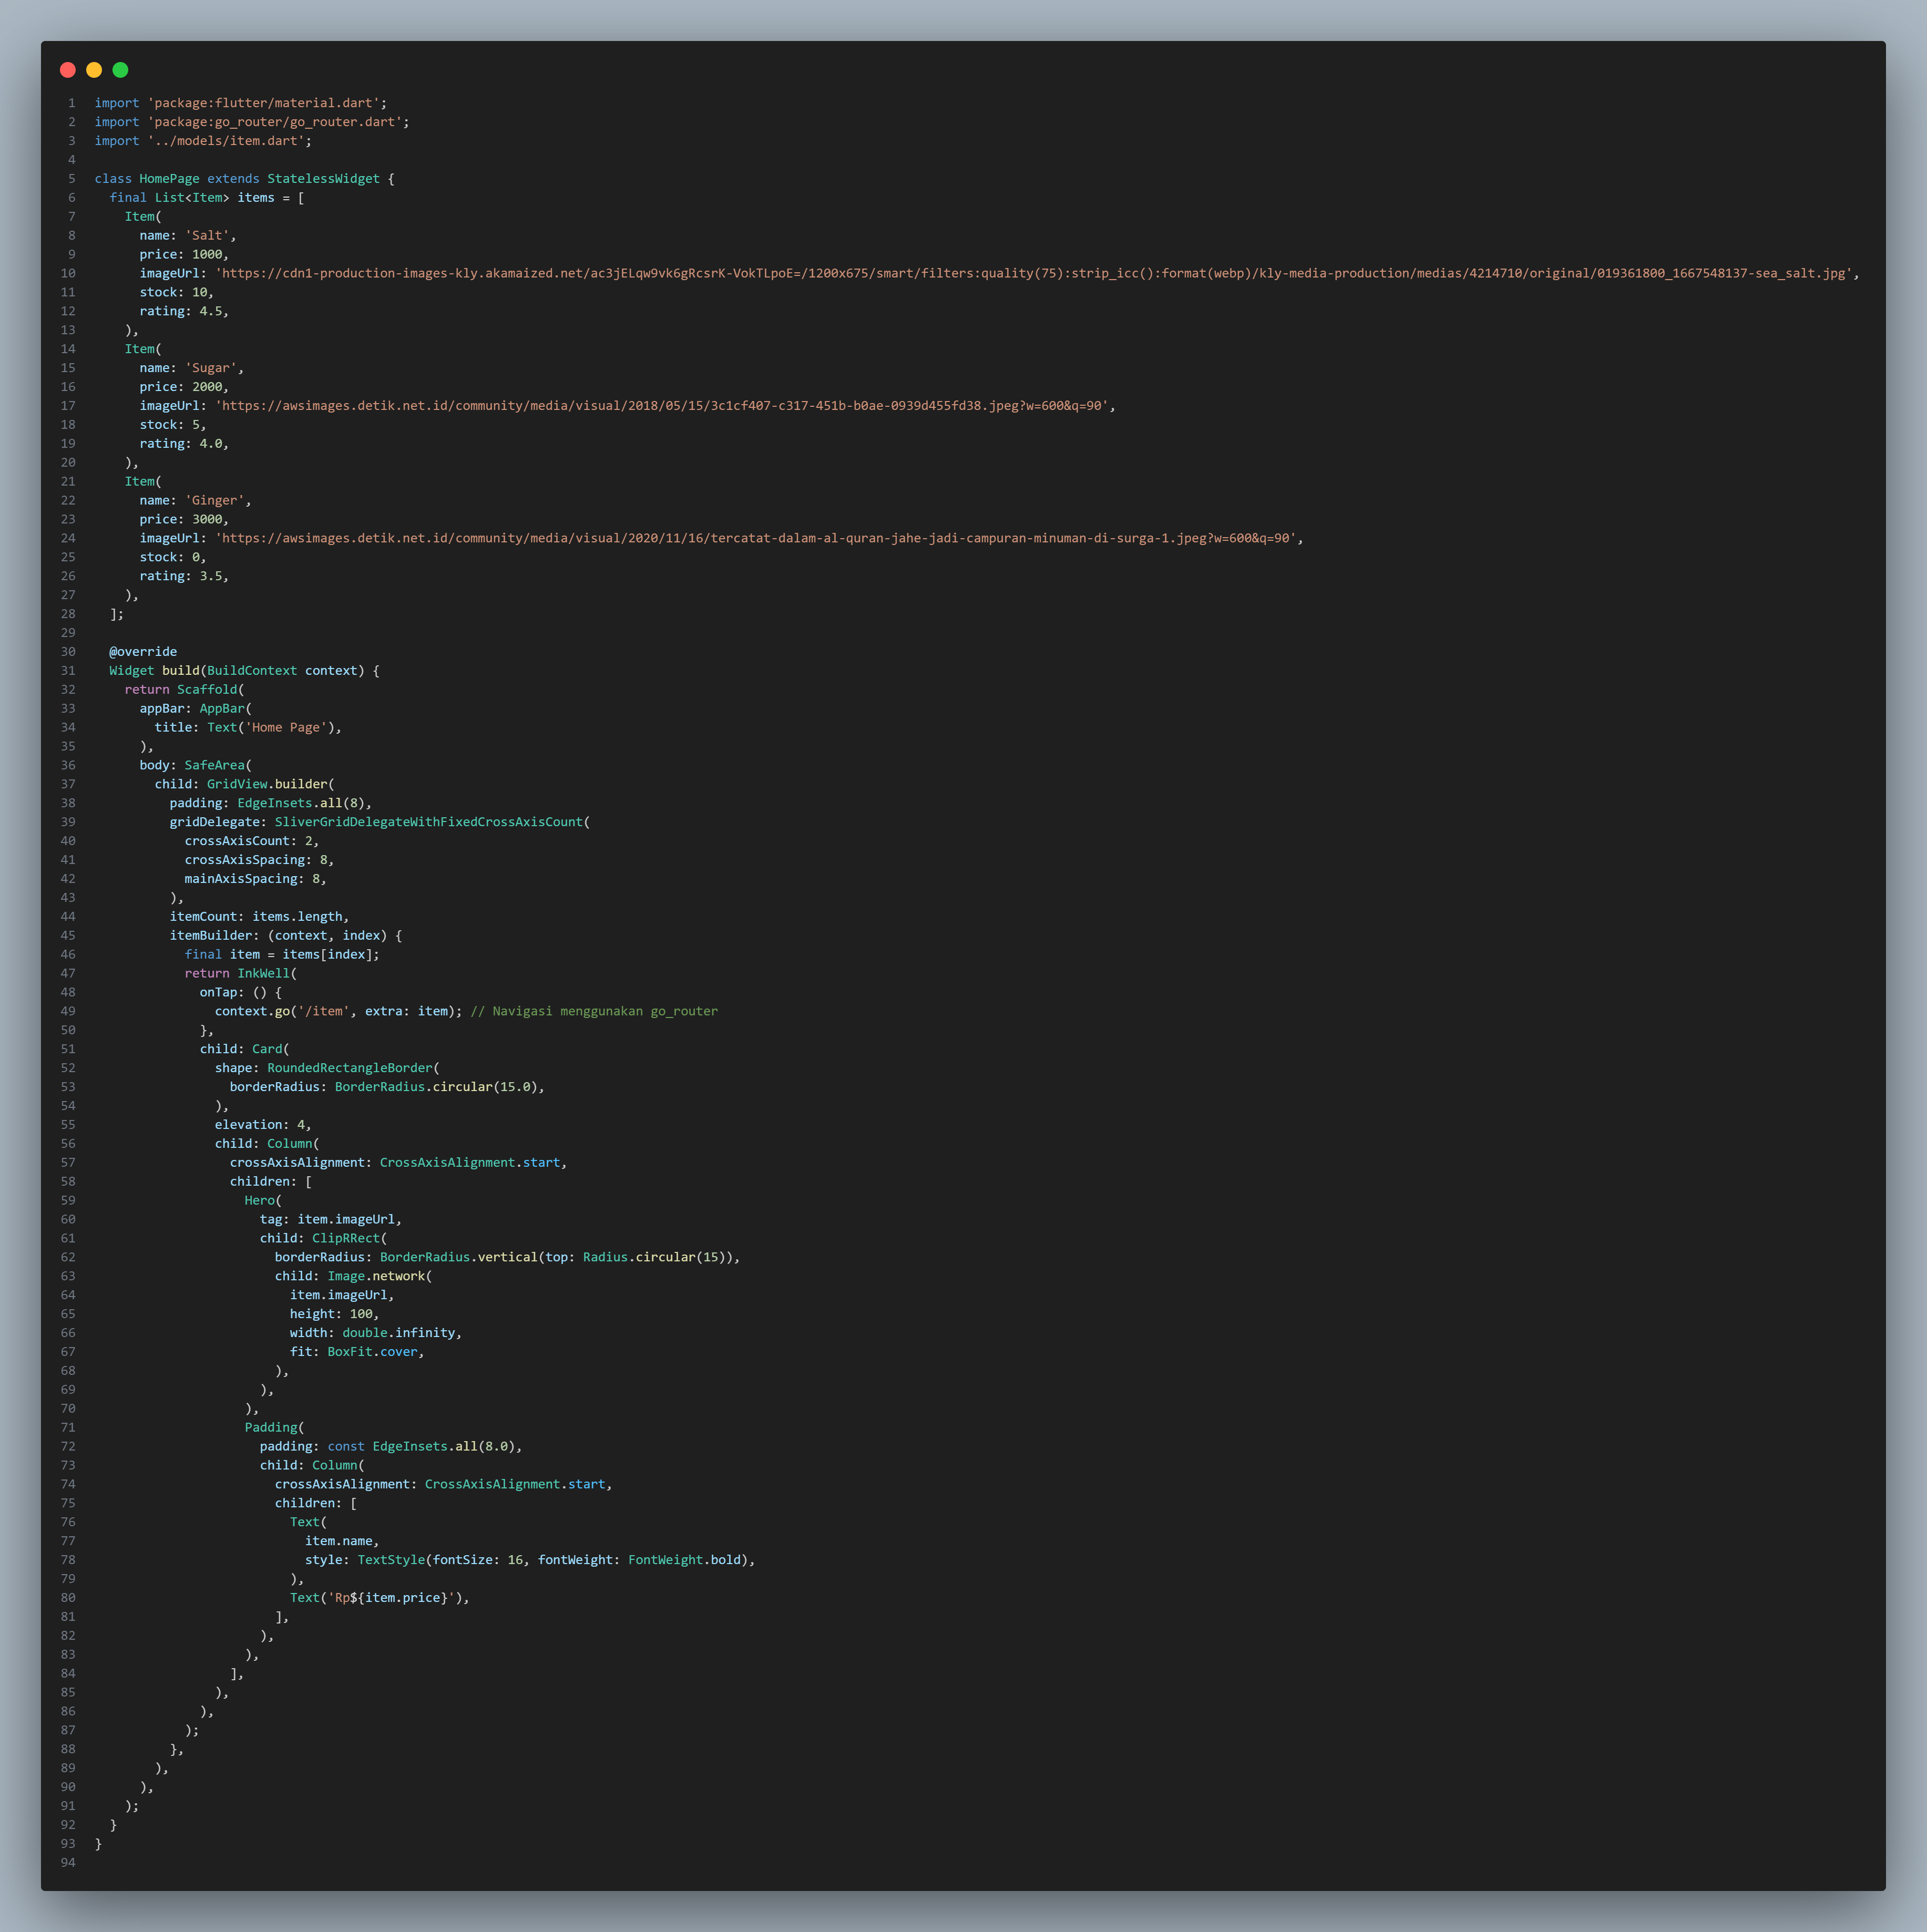 1 import 'package:flutter/material.dart';
2 import 'package:go_router/go_router.dart';
3 import '../models/item.dart';
4
5 class HomePage extends StatelessWidget {
6   final List<Item> items = [
7     Item(
8       name: 'Salt',
9       price: 1000,
10       imageUrl: 'https://cdn1-production-images-kly.akamaized.net/ac3jELqw9vk6gRcsrK-VokTLpoE=/1200x675/smart/filters:quality(75):strip_icc():format(webp)/kly-media-production/medias/4214710/original/019361800_1667548137-sea_salt.jpg',
11       stock: 10,
12       rating: 4.5,
13     ),
14     Item(
15       name: 'Sugar',
16       price: 2000,
17       imageUrl: 'https://awsimages.detik.net.id/community/media/visual/2018/05/15/3c1cf407-c317-451b-b0ae-0939d455fd38.jpeg?w=600&q=90',
18       stock: 5,
19       rating: 4.0,
20     ),
21     Item(
22       name: 'Ginger',
23       price: 3000,
24       imageUrl: 'https://awsimages.detik.net.id/community/media/visual/2020/11/16/tercatat-dalam-al-quran-jahe-jadi-campuran-minuman-di-surga-1.jpeg?w=600&q=90',
25       stock: 0,
26       rating: 3.5,
27     ),
28   ];
29
30   @override
31   Widget build(BuildContext context) {
32     return Scaffold(
33       appBar: AppBar(
34         title: Text('Home Page'),
35       ),
36       body: SafeArea(
37         child: GridView.builder(
38           padding: EdgeInsets.all(8),
39           gridDelegate: SliverGridDelegateWithFixedCrossAxisCount(
40             crossAxisCount: 2,
41             crossAxisSpacing: 8,
42             mainAxisSpacing: 8,
43           ),
44           itemCount: items.length,
45           itemBuilder: (context, index) {
46             final item = items[index];
47             return InkWell(
48               onTap: () {
49                 context.go('/item', extra: item); // Navigasi menggunakan go_router
50               },
51               child: Card(
52                 shape: RoundedRectangleBorder(
53                   borderRadius: BorderRadius.circular(15.0),
54                 ),
55                 elevation: 4,
56                 child: Column(
57                   crossAxisAlignment: CrossAxisAlignment.start,
58                   children: [
59                     Hero(
60                       tag: item.imageUrl,
61                       child: ClipRRect(
62                         borderRadius: BorderRadius.vertical(top: Radius.circular(15)),
63                         child: Image.network(
64                           item.imageUrl,
65                           height: 100,
66                           width: double.infinity,
67                           fit: BoxFit.cover,
68                         ),
69                       ),
70                     ),
71                     Padding(
72                       padding: const EdgeInsets.all(8.0),
73                       child: Column(
74                         crossAxisAlignment: CrossAxisAlignment.start,
75                         children: [
76                           Text(
77                             item.name,
78                             style: TextStyle(fontSize: 16, fontWeight: FontWeight.bold),
79                           ),
80                           Text('Rp${item.price}'),
81                         ],
82                       ),
83                     ),
84                   ],
85                 ),
86               ),
87             );
88           },
89         ),
90       ),
91     );
92   }
93 }
94